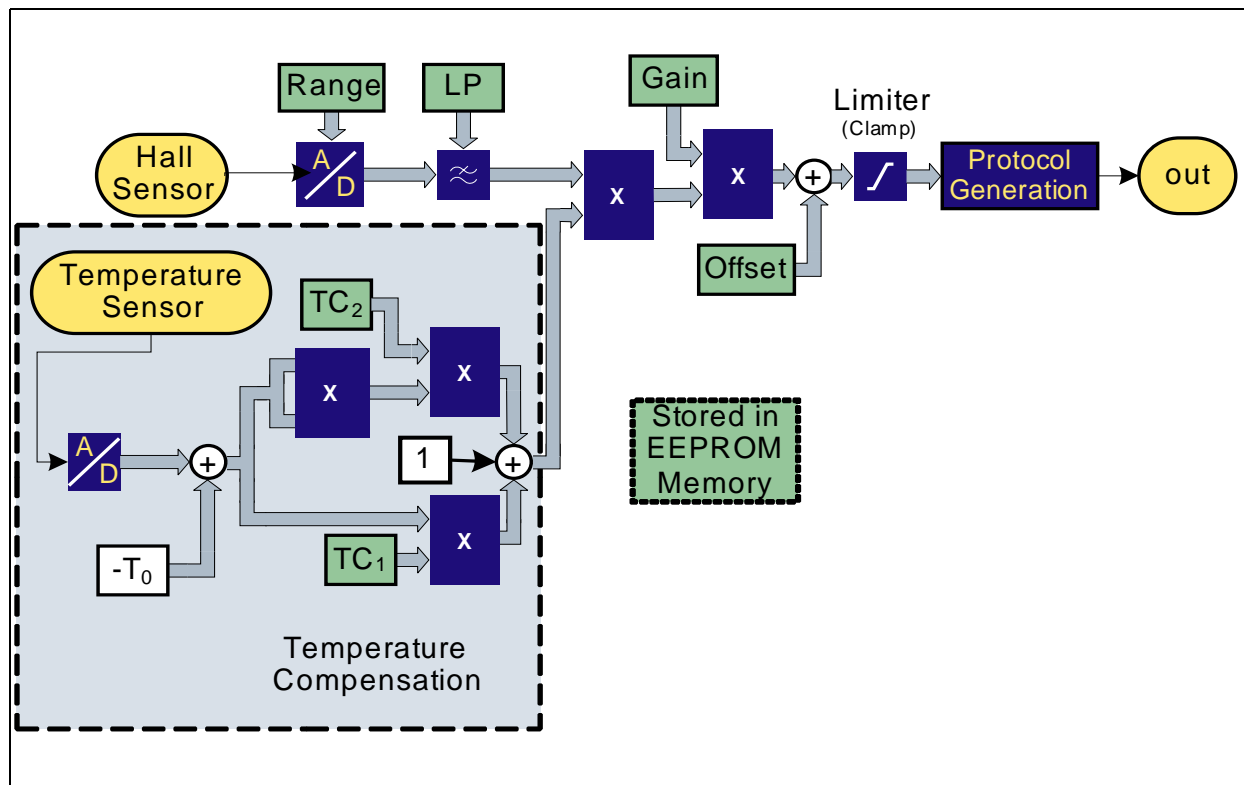 Range
LP
Gain
Limiter
(Clamp)
Hall
Sensor
A
D
X
X
+
Protocol
Generation
out
Offset
Temperature
Sensor
TC₂
X
X
A
D
+
1
+
Stored in
EEPROM
Memory
-T₀
TC₁
X
Temperature
Compensation